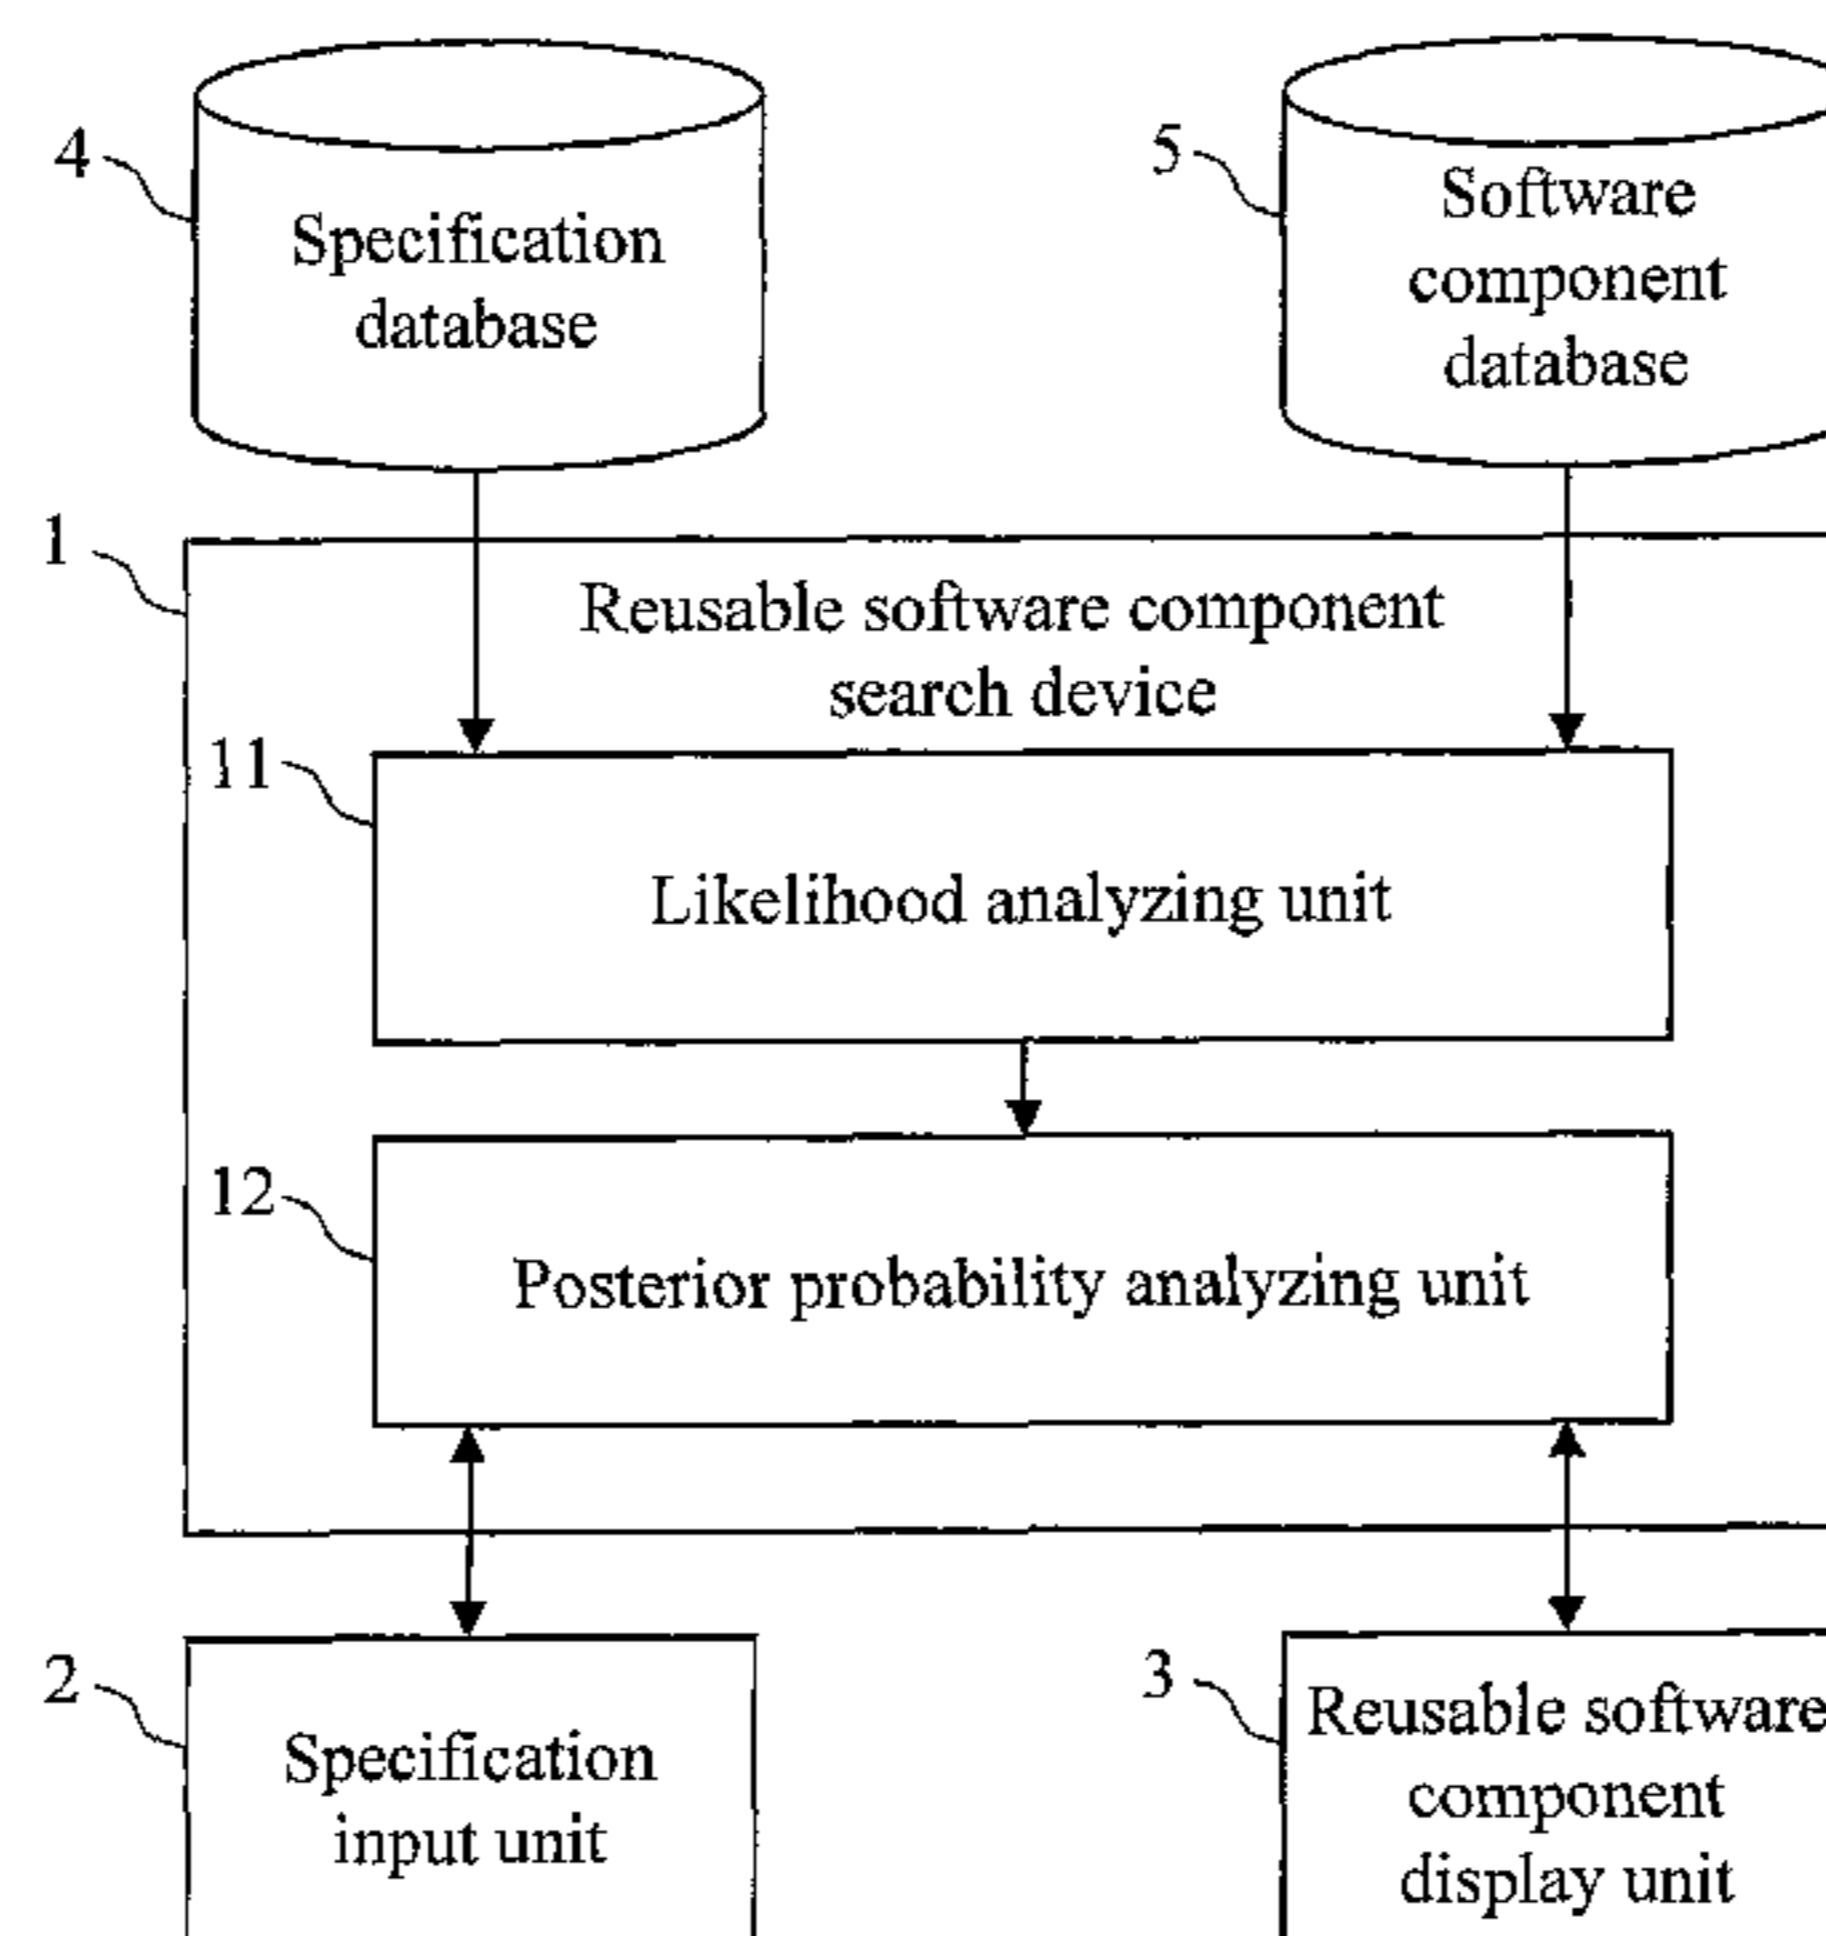 4
Specification
database
5
Software
component
database
1
Reusable software component
search device
11
Likelihood analyzing unit
12
Posterior probability analyzing unit
2
Specification
input unit
3
Reusable software
component
display unit